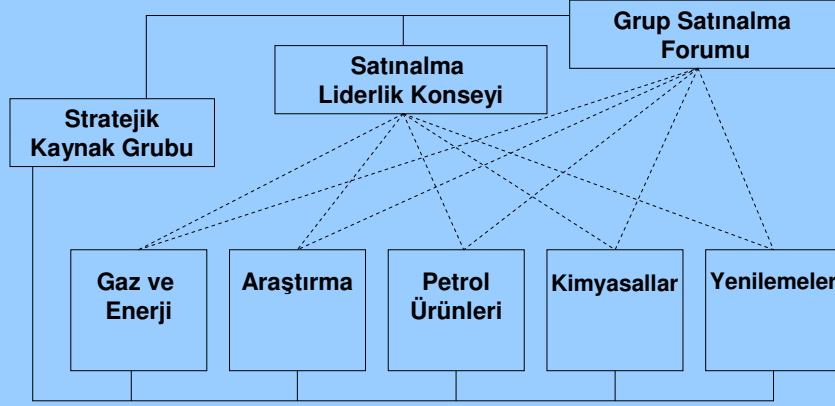 Grup Satınalma
Forumu
Satınalma
Liderlik Konseyi
Stratejik
Kaynak Grubu
Gaz ve
Enerji
Araştırma
Petrol
Ürünleri
Kimyasallar
Yenilemeler